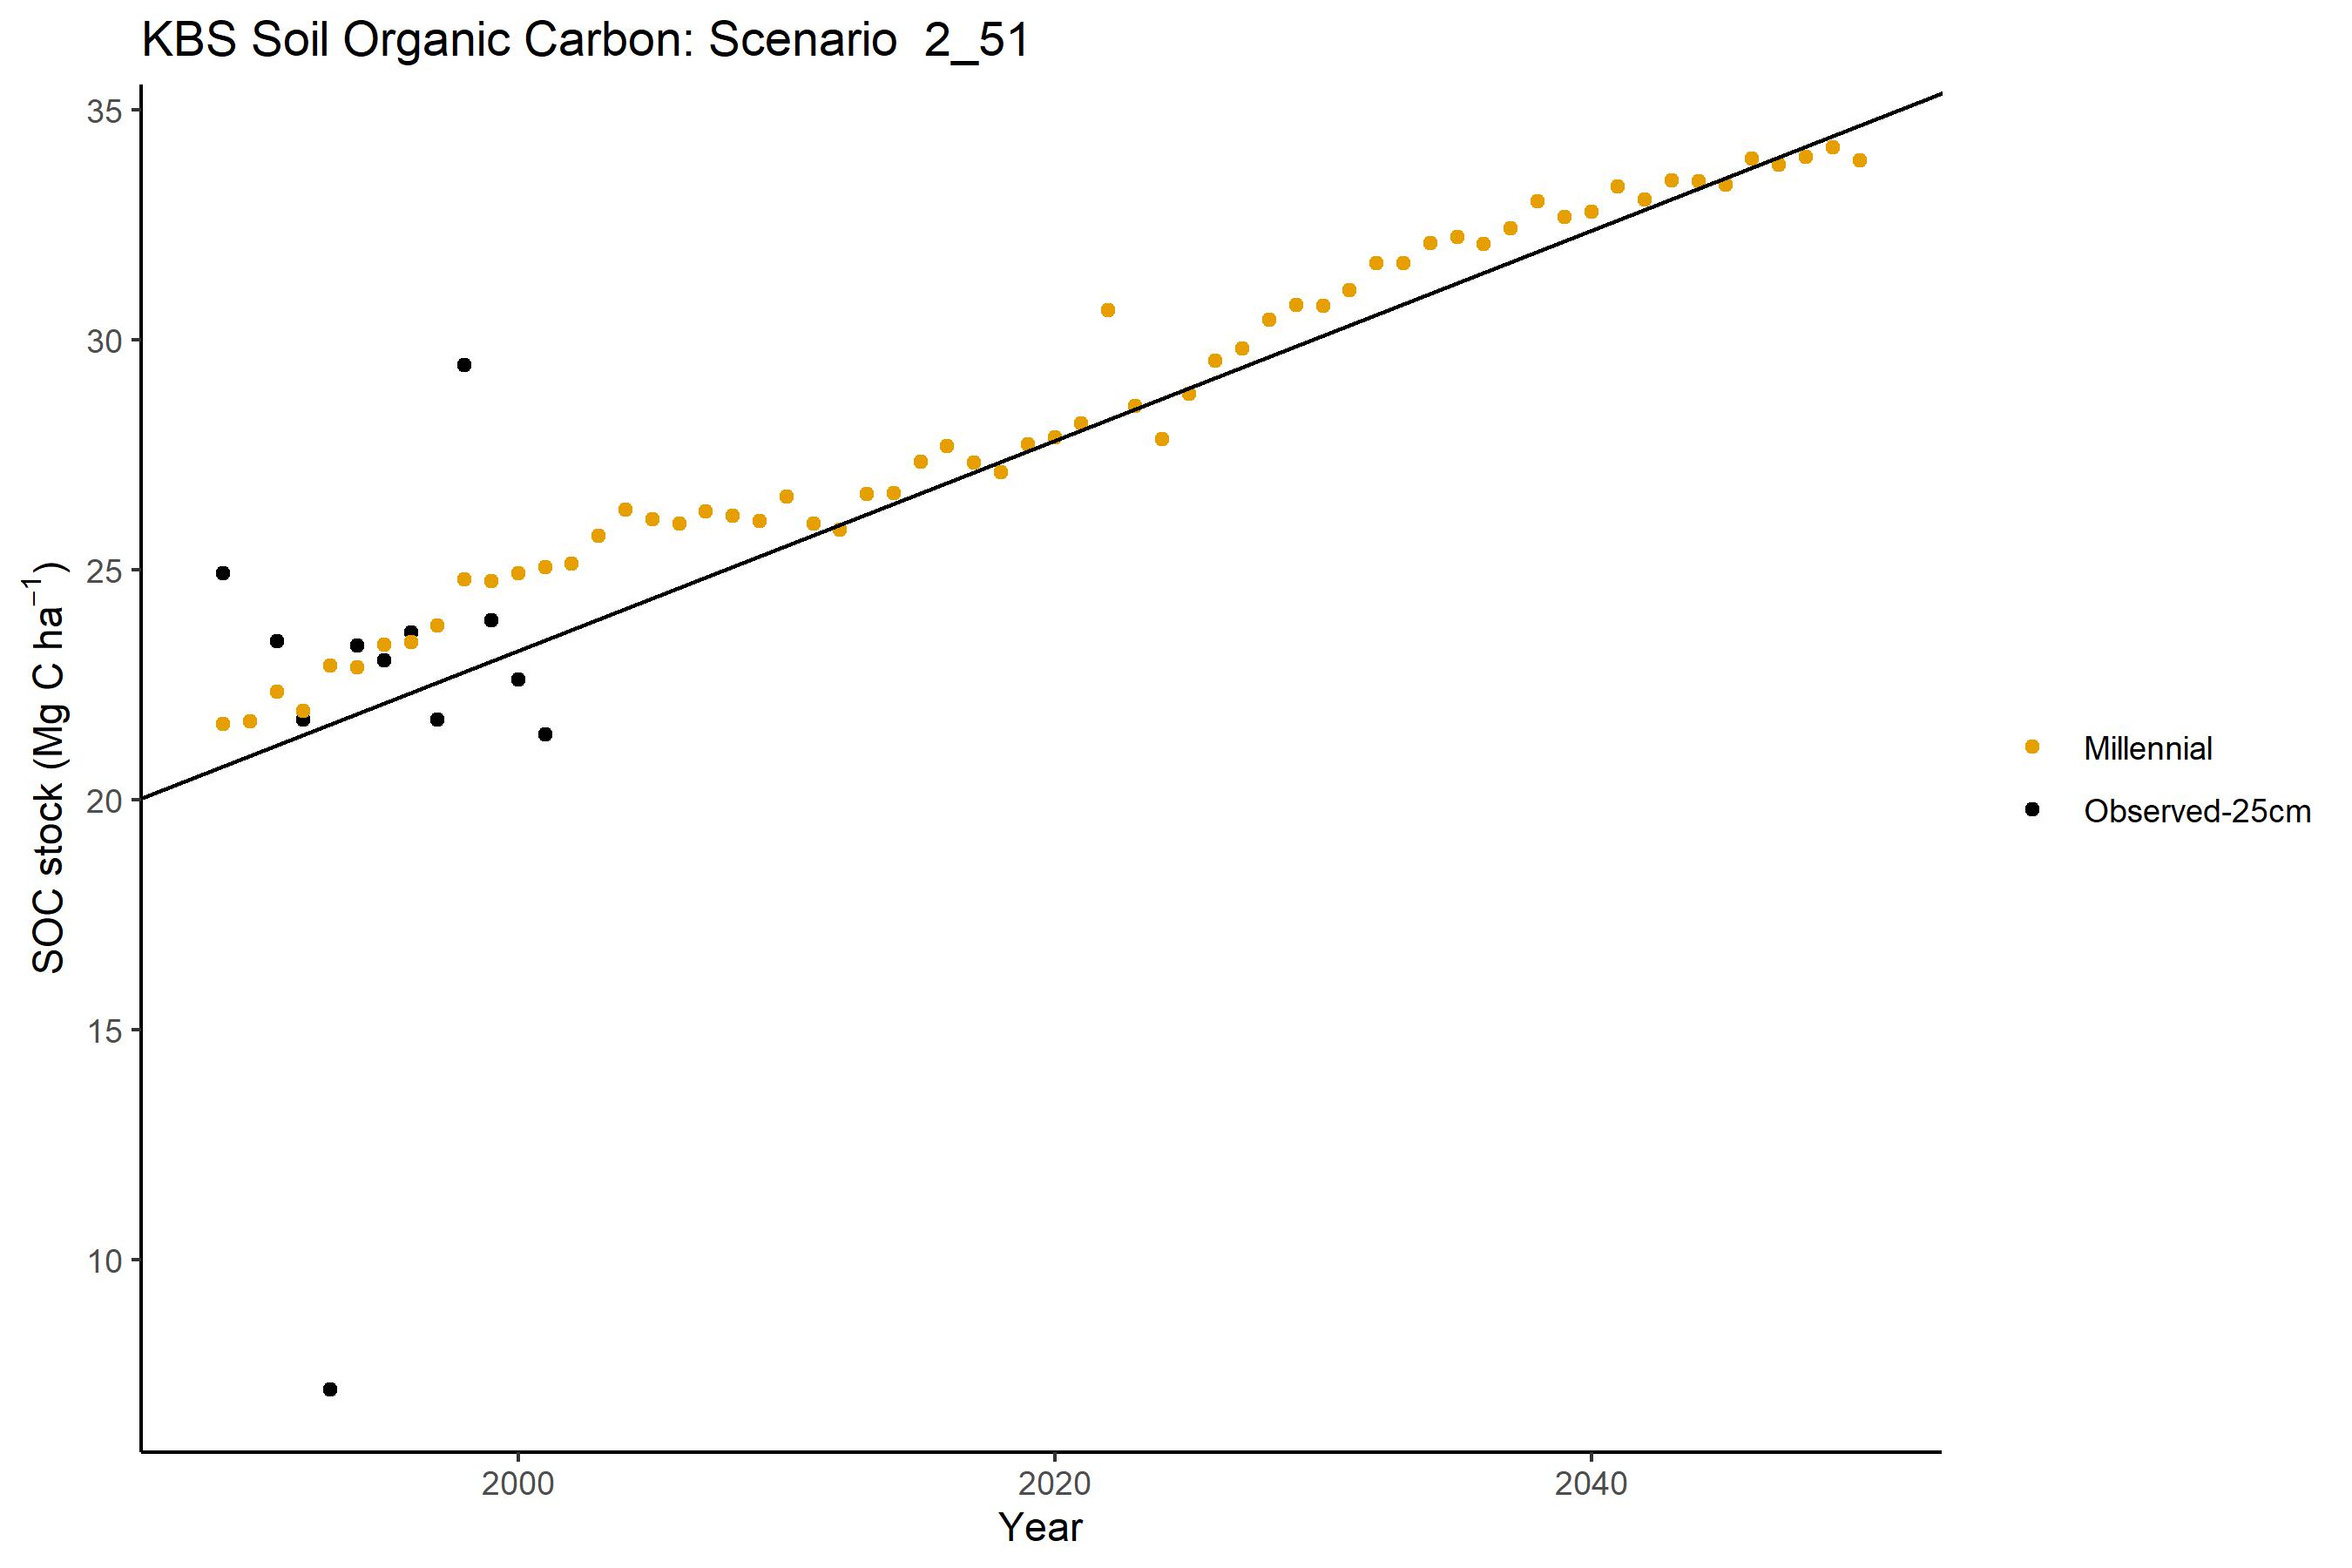 KBS Soil Organic Carbon: Scenario  2_51
35
30
25
20
15
10
SOC stock (Mg C ha⁻¹)
2000 2020 2040
Year
Millennial
Observed-25cm